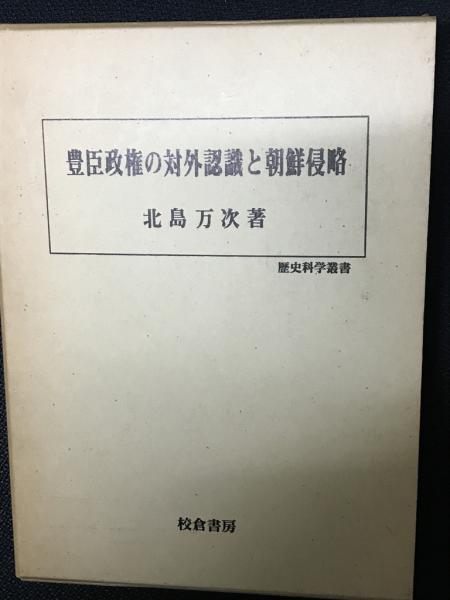 豊臣政権の対外認識と朝鮮侵略
北島万次著
歴史科学叢書
校倉書房